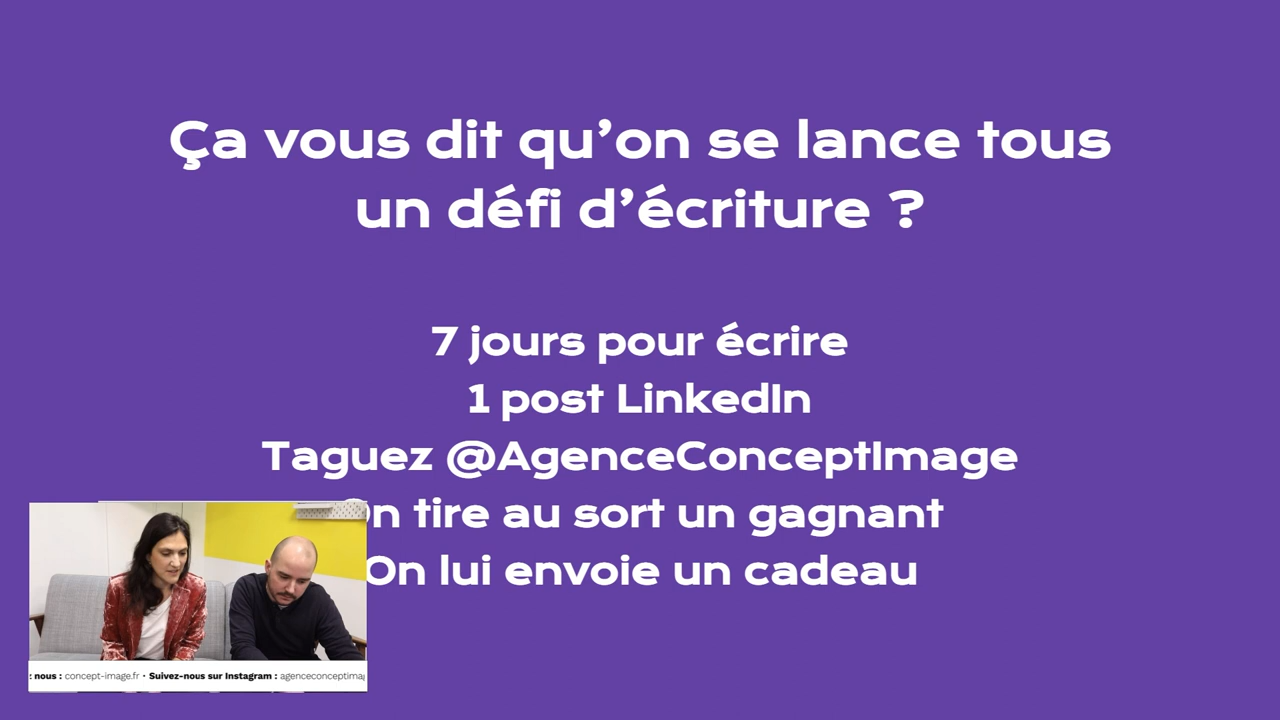 Ça vous dit qu’on se lance tous
un défi d’écriture ?
7 jours pour écrire
1 post LinkedIn
Taguez @AgenceConceptImage
On tire au sort un gagnant
On lui envoie un cadeau
nous : concept-image.fr · Suivez-nous sur Instagram : agenceconceptimag